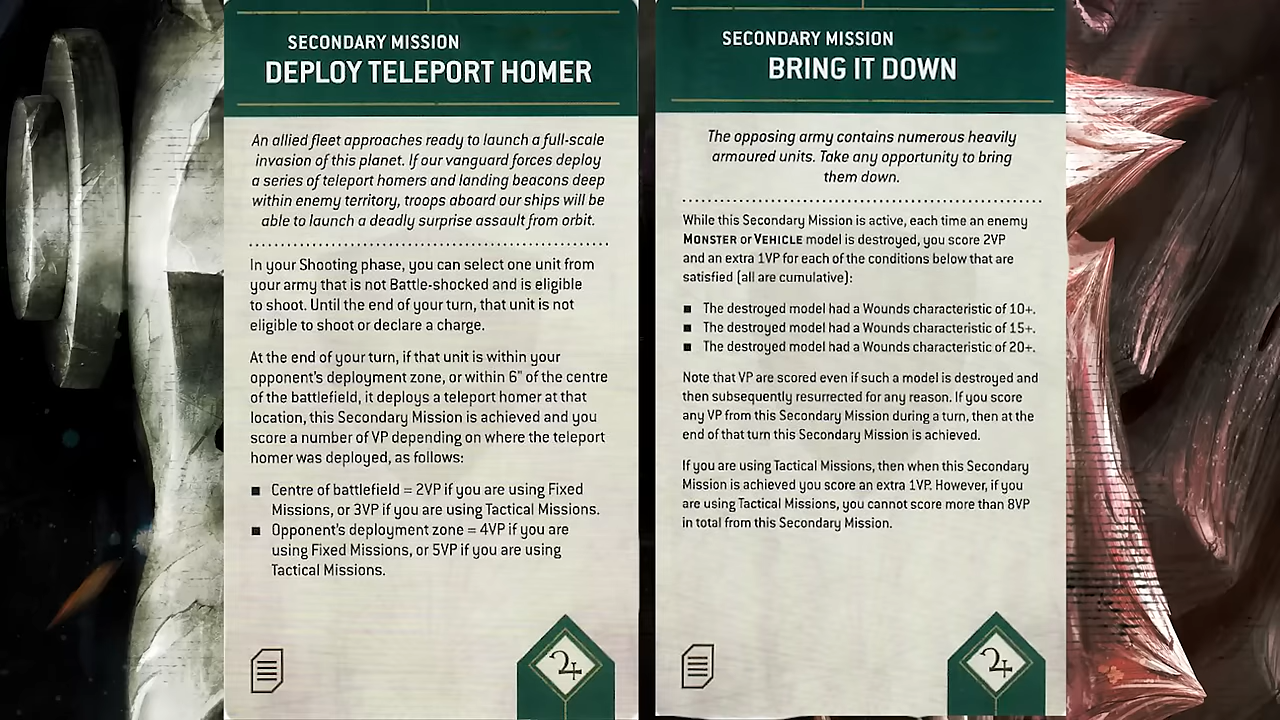 SECONDARY MISSION
DEPLOY TELEPORT HOMER
An allied fleet approaches ready to launch a full-scale
invasion of this planet. If our vanguard forces deploy
a series of teleport homers and landing beacons deep
within enemy territory, troops aboard our ships will be
able to launch a deadly surprise assault from orbit.
In your Shooting phase, you can select one unit from
your army that is not Battle-shocked and is eligible
to shoot. Until the end of your turn, that unit is not
eligible to shoot or declare a charge.
At the end of your turn, if that unit is within your
opponent's deployment zone, or within 6" of the centre
of the battlefield, it deploys a teleport homer at that
location, this Secondary Mission is achieved and you
score a number of VP depending on where the teleport
homer was deployed, as follows:
■ Centre of battlefield = 2VP if you are using Fixed
Missions, or 3VP if you are using Tactical Missions.
■ Opponent's deployment zone = 4VP if you are
using Fixed Missions, or 5VP if you are using
Tactical Missions.
SECONDARY MISSION
BRING IT DOWN
The opposing army contains numerous heavily
armoured units. Take any opportunity to bring
them down.
While this Secondary Mission is active, each time an enemy
MONSTER or VEHICLE model is destroyed, you score 2VP
and an extra 1VP for each of the conditions below that are
satisfied (all are cumulative):
■ The destroyed model had a Wounds characteristic of 10+.
■ The destroyed model had a Wounds characteristic of 15+.
■ The destroyed model had a Wounds characteristic of 20+.
Note that VP are scored even if such a model is destroyed and
then subsequently resurrected for any reason. If you score
any VP from this Secondary Mission during a turn, then at the
end of that turn this Secondary Mission is achieved.
If you are using Tactical Missions, then when this Secondary
Mission is achieved you score an extra 1VP. However, if you
are using Tactical Missions, you cannot score more than 8VP
in total from this Secondary Mission.